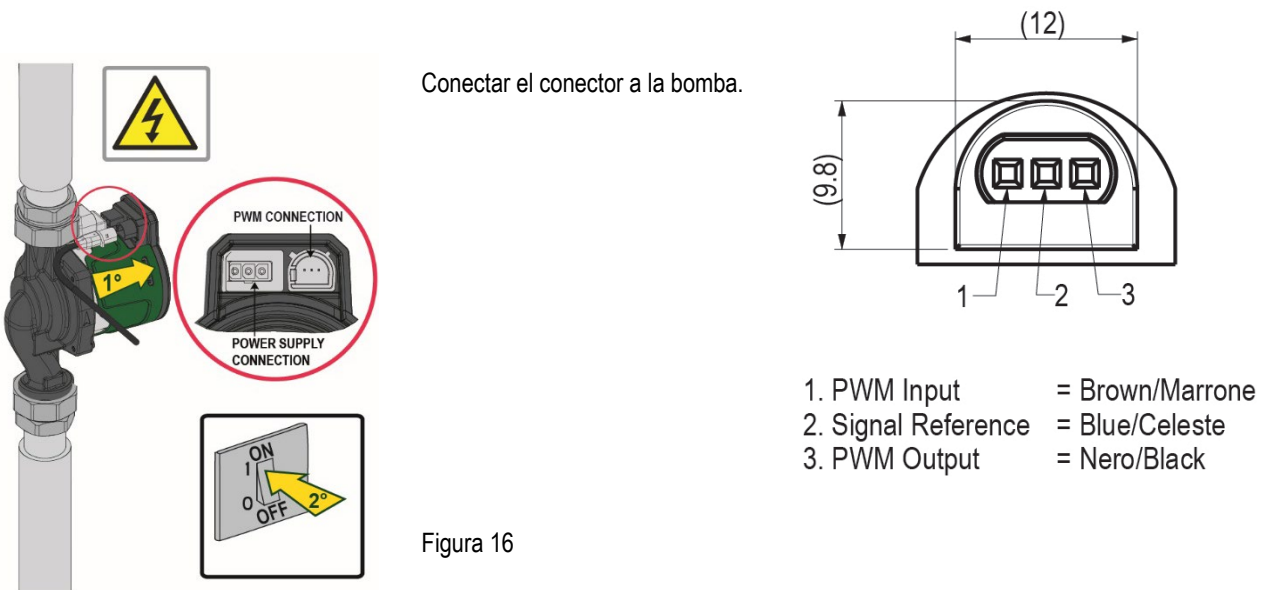 Conectar el conector a la bomba.
PWM CONNECTION
POWER SUPPLY
CONNECTION
1°
ON
1
0
OFF
2°
Figura 16
(12)
(9.8)
1
2
3
1. PWM Input = Brown/Marrone
2. Signal Reference = Blue/Celeste
3. PWM Output = Nero/Black